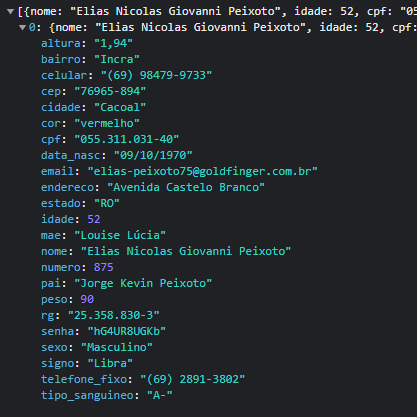 [{nome: "Elias Nicolas Giovanni Peixoto", idade: 52, cpf: "05
0: {nome: "Elias Nicolas Giovanni Peixoto", idade: 52, cpf:
altura: "1,94"
bairro: "Incra"
celular: "(69) 98479-9733"
cep: "76965-894"
cidade: "Cacoal"
cor: "vermelho"
cpf: "055.311.031-40"
data_nasc: "09/10/1970"
email: "elias-peixoto75@goldfinger.com.br"
endereco: "Avenida Castelo Branco"
estado: "RO"
idade: 52
mae: "Louise Lúcia"
nome: "Elias Nicolas Giovanni Peixoto"
numero: 875
pai: "Jorge Kevin Peixoto"
peso: 90
rg: "25.358.830-3"
senha: "hG4UR8UGKb"
sexo: "Masculino"
signo: "Libra"
telefone_fixo: "(69) 2891-3802"
tipo_sanguineo: "A-"